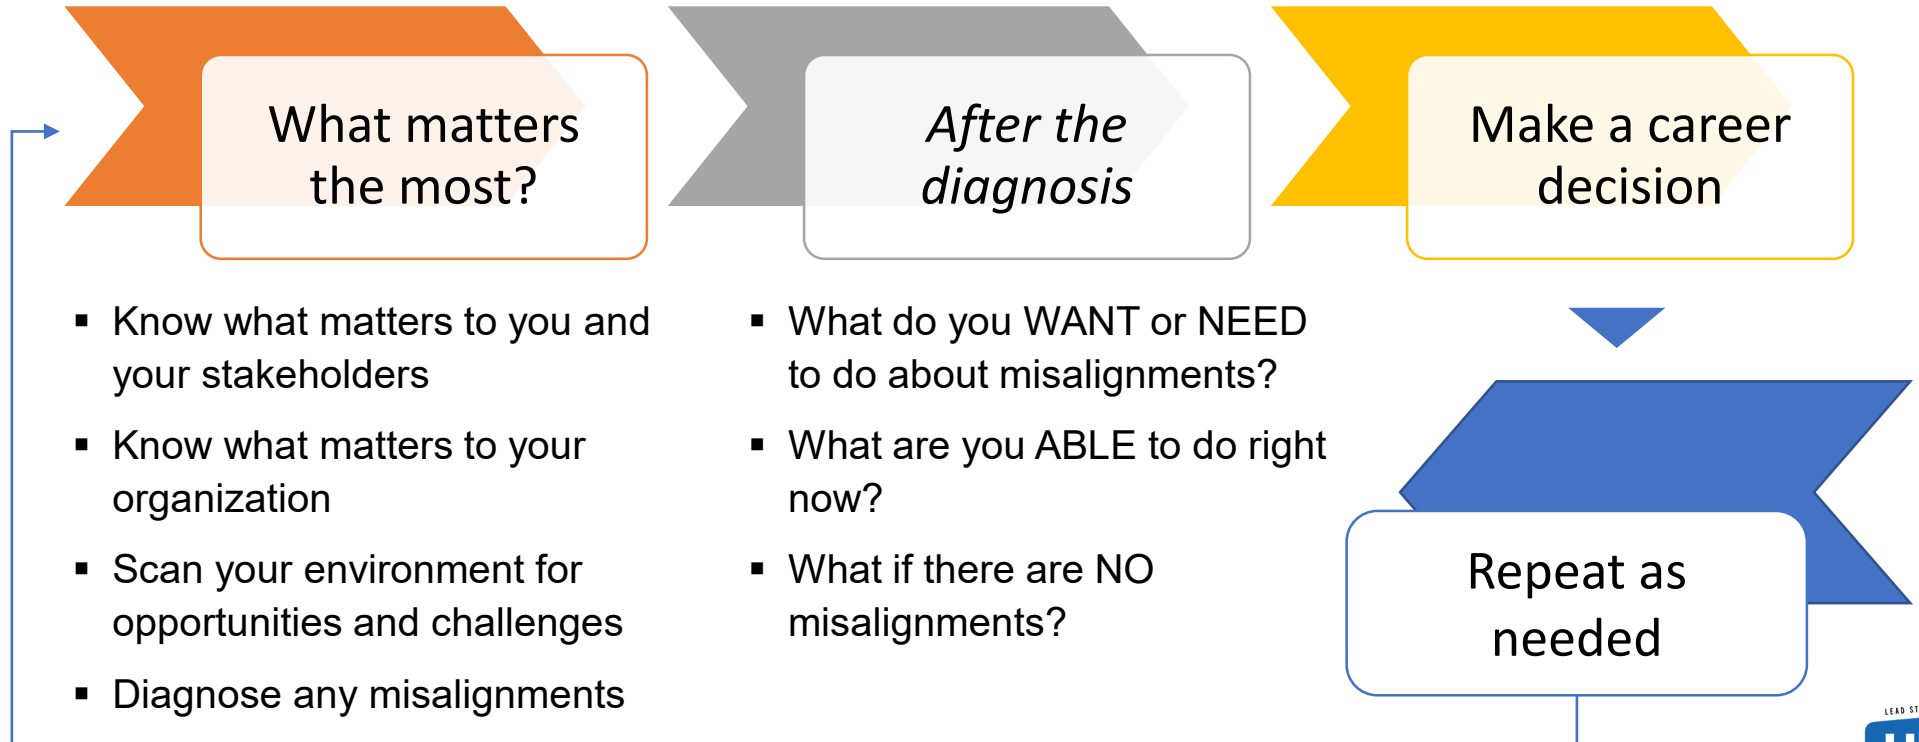 What matters
the most?
After the
diagnosis
Make a career
decision
▪ Know what matters to you and
your stakeholders
▪ Know what matters to your
organization
▪ Scan your environment for
opportunities and challenges
▪ Diagnose any misalignments
▪ What do you WANT or NEED
to do about misalignments?
▪ What are you ABLE to do right
now?
▪ What if there are NO
misalignments?
Repeat as
needed
LEAD